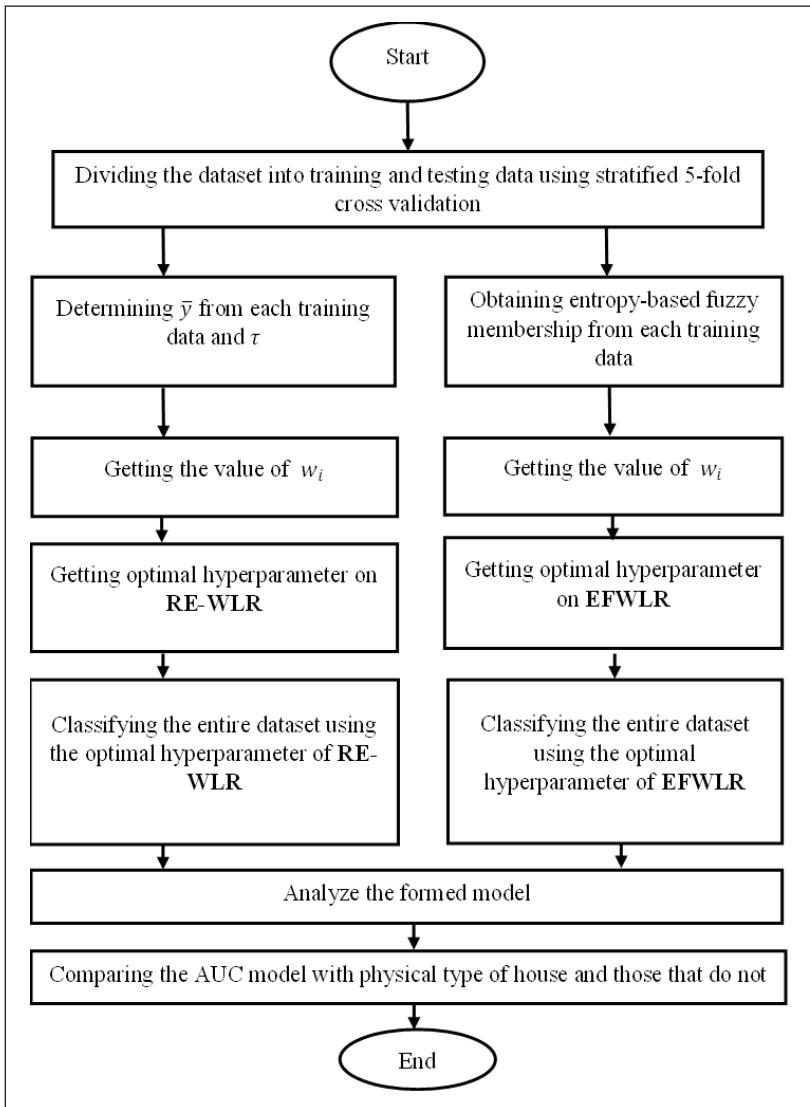 Start
Dividing the dataset into training and testing data using stratified 5-fold
cross validation
Determining ȳ from each training
data and τ
Obtaining entropy-based fuzzy
membership from each training
data
Getting the value of wᵢ
Getting the value of wᵢ
Getting optimal hyperparameter on
RE-WLR
Getting optimal hyperparameter
on EFWLR
Classifying the entire dataset using
the optimal hyperparameter of RE-
WLR
Classifying the entire dataset
using the optimal
hyperparameter of EFWLR
Analyze the formed model
Comparing the AUC model with physical type of house and those that do not
End